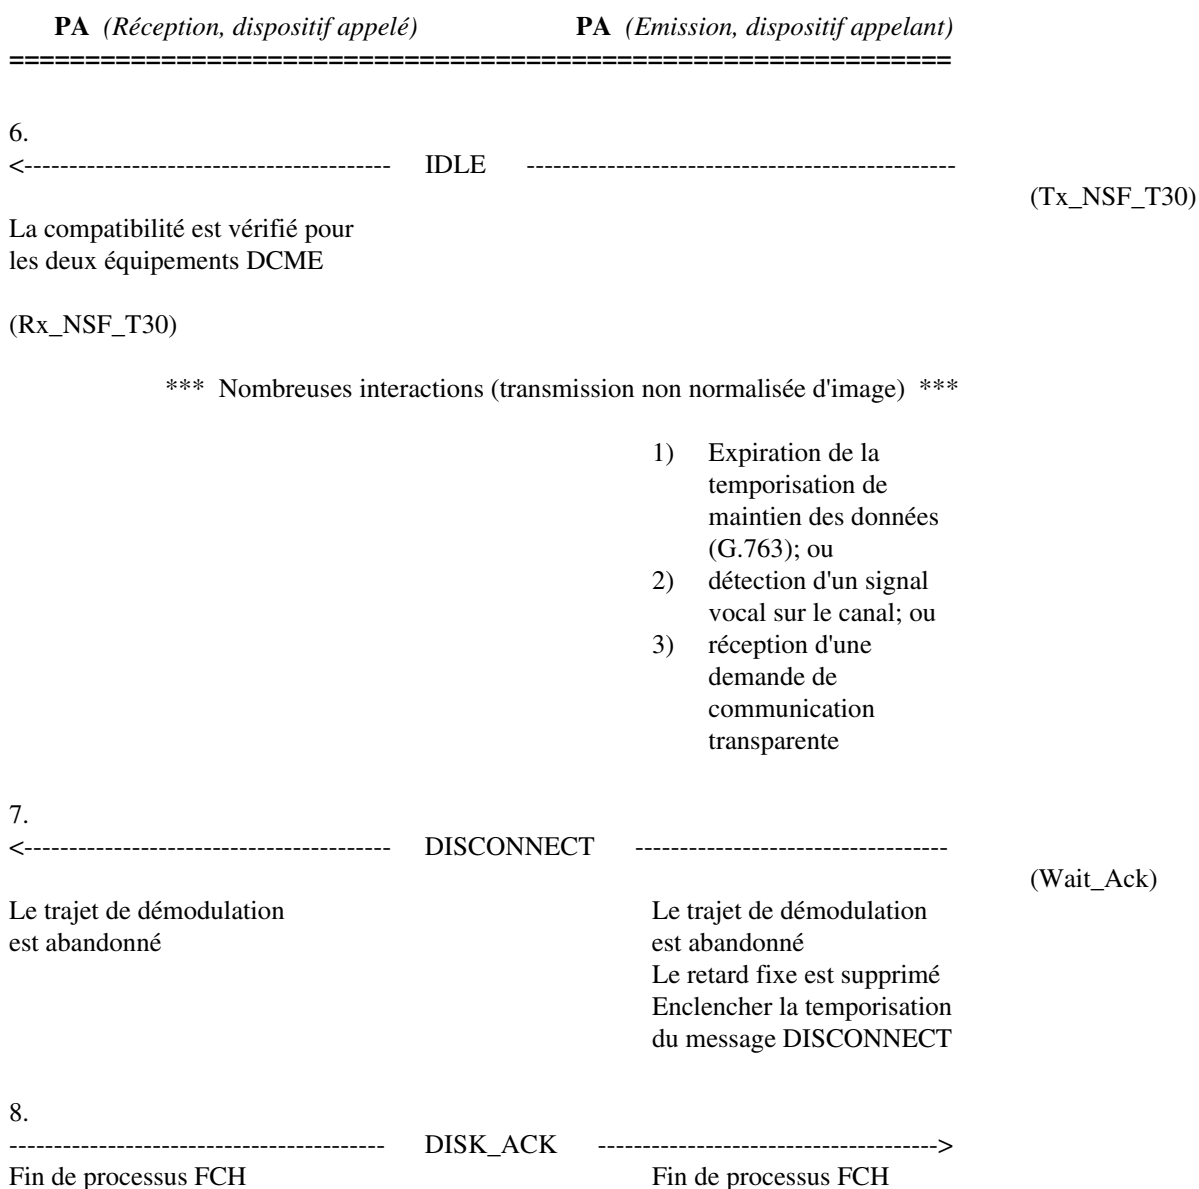 PA (Réception, dispositif appelé) PA (Emission, dispositif appelant)
==============================================================
6.
<----------------------------------------- IDLE ------------------------------------------------
(Tx_NSF_T30)
La compatibilité est vérifié pour
les deux équipements DCME
(Rx_NSF_T30)
*** Nombreuses interactions (transmission non normalisée d'image) ***
1) Expiration de la
temporisation de
maintien des données
(G.763); ou
2) détection d'un signal
vocal sur le canal; ou
3) réception d'une
demande de
communication
transparente
7.
<----------------------------------------- DISCONNECT -----------------------------------
(Wait_Ack)
Le trajet de démodulation Le trajet de démodulation
est abandonné est abandonné
Le retard fixe est supprimé
Enclencher la temporisation
du message DISCONNECT
8.
------------------------------------------ DISK_ACK -------------------------------------->
Fin de processus FCH Fin de processus FCH